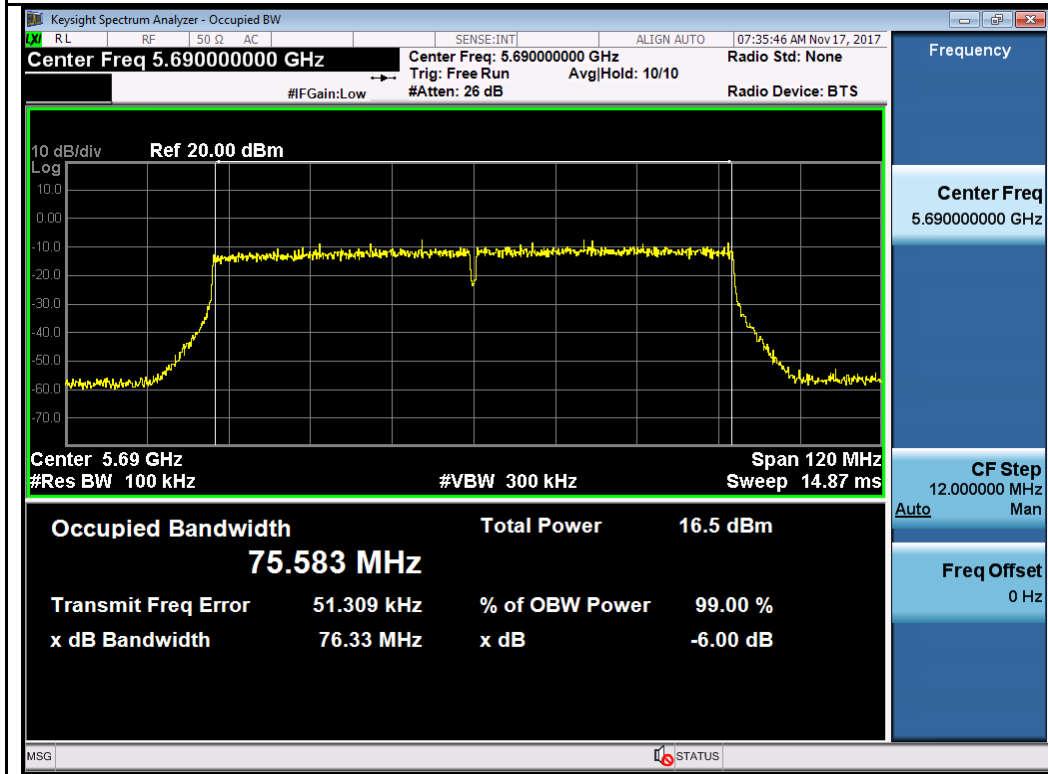 Keysight Spectrum Analyzer - Occupied BW
LXI RL RF 50 Ω AC SENSE:INT ALIGN AUTO 07:35:46 AM Nov 17, 2017
Center Freq 5.690000000 GHz
Center Freq: 5.690000000 GHz Radio Std: None
Trig: Free Run Avg|Hold: 10/10
#IFGain:Low #Atten: 26 dB Radio Device: BTS
10 dB/div Ref 20.00 dBm
Log
10.0
0.00
-10.0
-20.0
-30.0
-40.0
-50.0
-60.0
-70.0
Center 5.69 GHz Span 120 MHz
#Res BW 100 kHz #VBW 300 kHz Sweep 14.87 ms
Occupied Bandwidth Total Power 16.5 dBm
75.583 MHz
Transmit Freq Error 51.309 kHz % of OBW Power 99.00 %
x dB Bandwidth 76.33 MHz x dB -6.00 dB
Frequency
Center Freq
5.690000000 GHz
CF Step
12.000000 MHz
Auto Man
Freq Offset
0 Hz
MSG STATUS